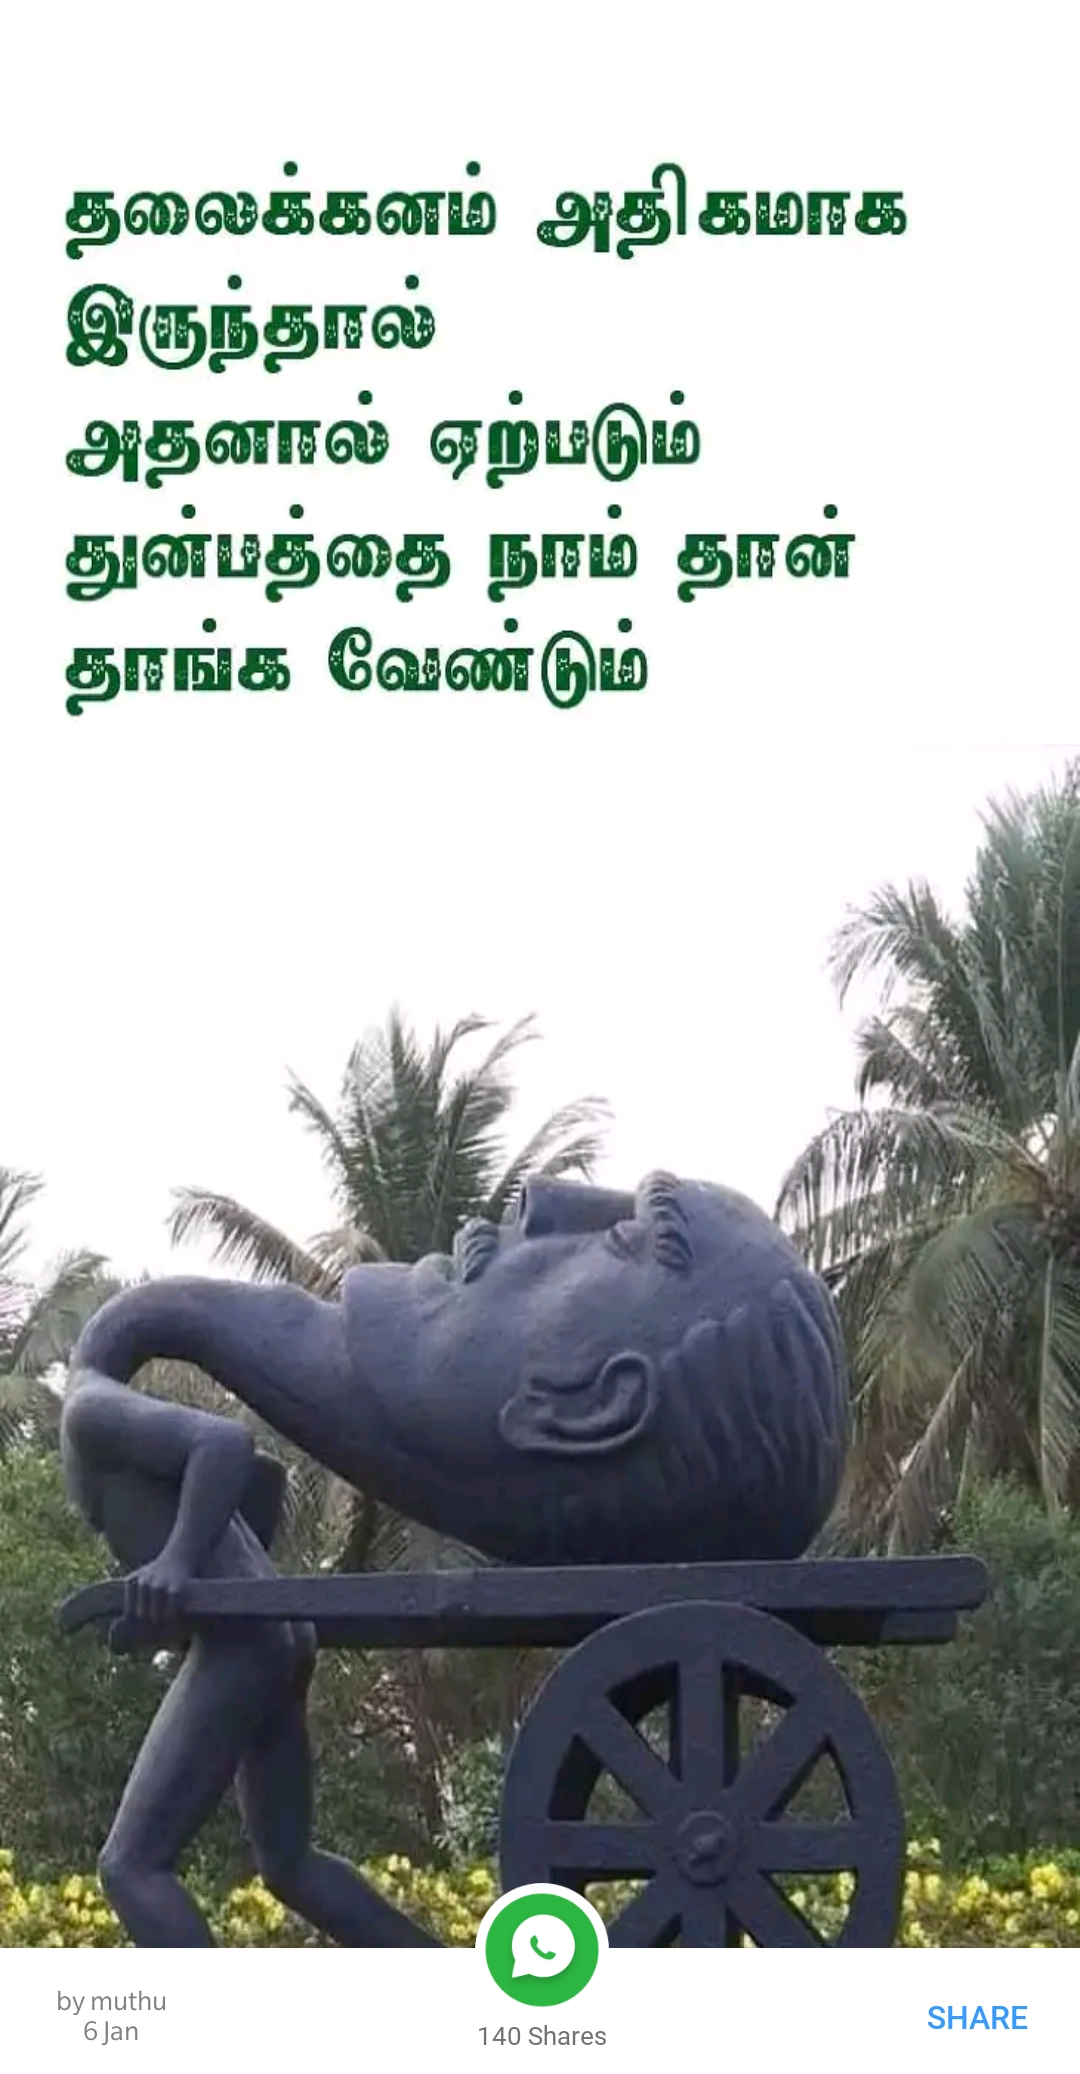 தலைக்கனம் அதிகமாக
இருந்தால்
அதனால் ஏற்படும்
துன்பத்தை நாம் தான்
தாங்க வேண்டும்
by muthu
6 Jan
140 Shares
SHARE